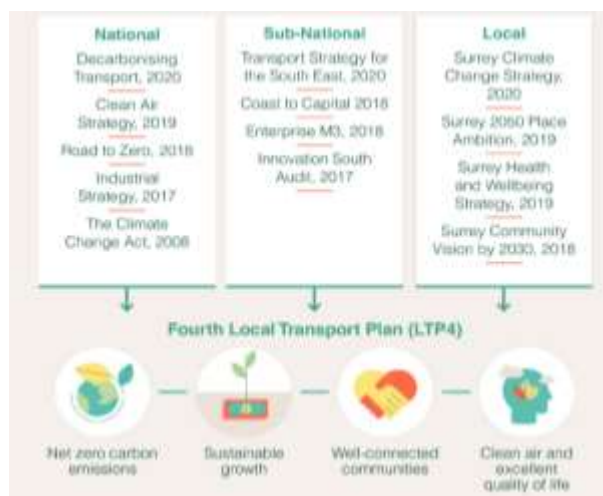 National
Decarbonising
Transport, 2020
Clean Air
Strategy, 2019
Road to Zero, 2018
Industrial
Strategy, 2017
The Climate
Change Act, 2008
Sub-National
Transport Strategy for
the South East, 2020
Coast to Capital 2018
Enterprise M3, 2018
Innovation South
Audit, 2017
Local
Surrey Climate
Change Strategy,
2020
Surrey 2050 Place
Ambition, 2019
Surrey Health
and Wellbeing
Strategy, 2019
Surrey Community
Vision by 2030, 2018
Fourth Local Transport Plan (LTP4)
Net zero carbon
emissions
Sustainable
growth
Well-connected
communities
Clean air and
excellent
quality of life